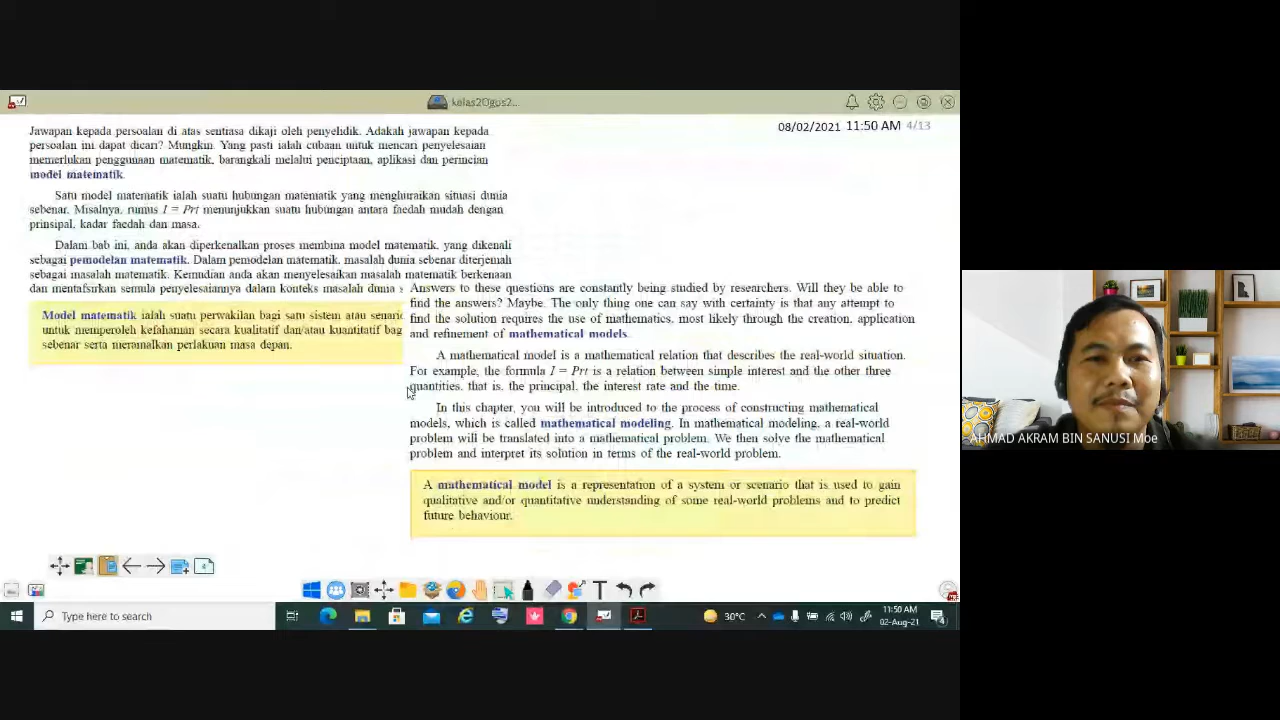 kelas2Ogos2...
08/02/2021 11:50 AM 4/13
Jawapan kepada persoalan di atas sentiasa dikaji oleh penyelidik. Adakah jawapan kepada
persoalan ini dapat dicari? Mungkin. Yang pasti ialah cubaan untuk mencari penyelesaian
memerlukan penggunaan matematik, barangkali melalui penciptaan, aplikasi dan perincian
model matematik.
Satu model matematik ialah suatu hubungan matematik yang menghuraikan situasi dunia
sebenar. Misalnya, rumus I = Prt menunjukkan suatu hubungan antara faedah mudah dengan
prinsipal, kadar faedah dan masa.
Dalam bab ini, anda akan diperkenalkan proses membina model matematik, yang dikenali
sebagai pemodelan matematik. Dalam pemodelan matematik, masalah dunia sebenar diterjemah
sebagai masalah matematik. Kemudian anda akan menyelesaikan masalah matematik berkenaan
dan mentafsirkan semula penyelesaiannya dalam konteks masalah dunia s
Model matematik ialah suatu perwakilan bagi satu sistem atau senario
untuk memperoleh kefahaman secara kualitatif dan/atau kuantitatif bag
sebenar serta meramalkan perlakuan masa depan.
Answers to these questions are constantly being studied by researchers. Will they be able to
find the answers? Maybe. The only thing one can say with certainty is that any attempt to
find the solution requires the use of mathematics, most likely through the creation, application
and refinement of mathematical models.
A mathematical model is a mathematical relation that describes the real-world situation.
For example, the formula I = Prt is a relation between simple interest and the other three
quantities, that is, the principal, the interest rate and the time.
In this chapter, you will be introduced to the process of constructing mathematical
models, which is called mathematical modeling. In mathematical modeling, a real-world
problem will be translated into a mathematical problem. We then solve the mathematical
problem and interpret its solution in terms of the real-world problem.
A mathematical model is a representation of a system or scenario that is used to gain
qualitative and/or quantitative understanding of some real-world problems and to predict
future behaviour.
AHMAD AKRAM BIN SANUSI Moe
Type here to search
30°C
11:50 AM
02-Aug-21
4